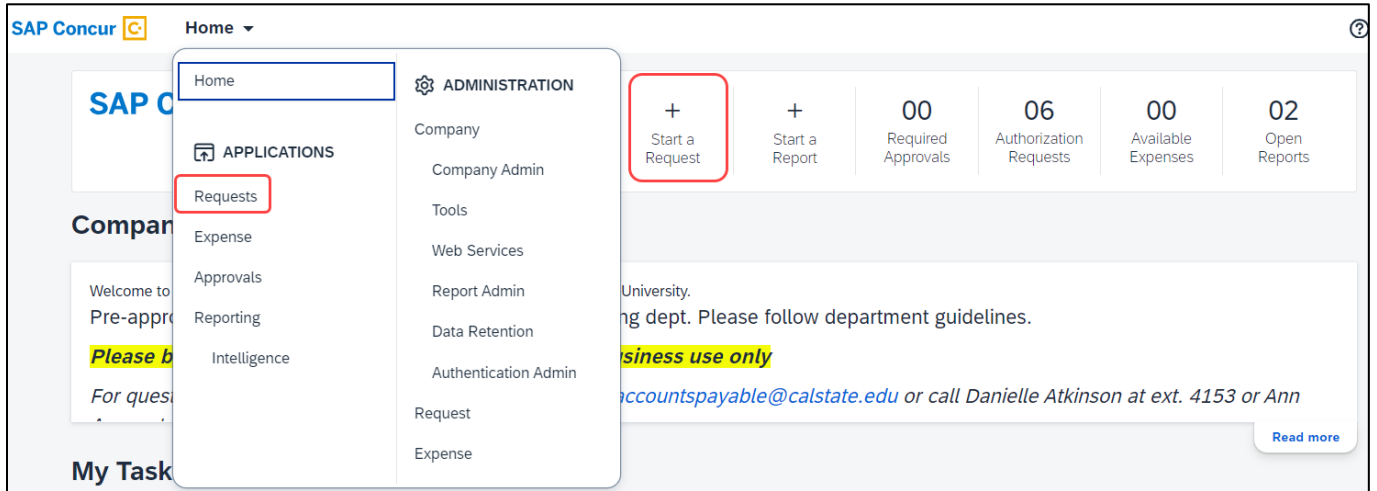 SAP Concur C Home
Home
APPLICATIONS
Requests
Expense
Approvals
Reporting
Intelligence
ADMINISTRATION
Company
Company Admin
Tools
Web Services
Report Admin
Data Retention
Authentication Admin
Request
Expense
SAP C
+
Start a
Request
+
Start a
Report
00
Required
Approvals
06
Authorization
Requests
00
Available
Expenses
02
Open
Reports
?
Compan
Welcome to University.
Pre-appro ng dept. Please follow department guidelines.
Please b siness use only
For quest accountspayable@calstate.edu or call Danielle Atkinson at ext. 4153 or Ann
Read more
My Task